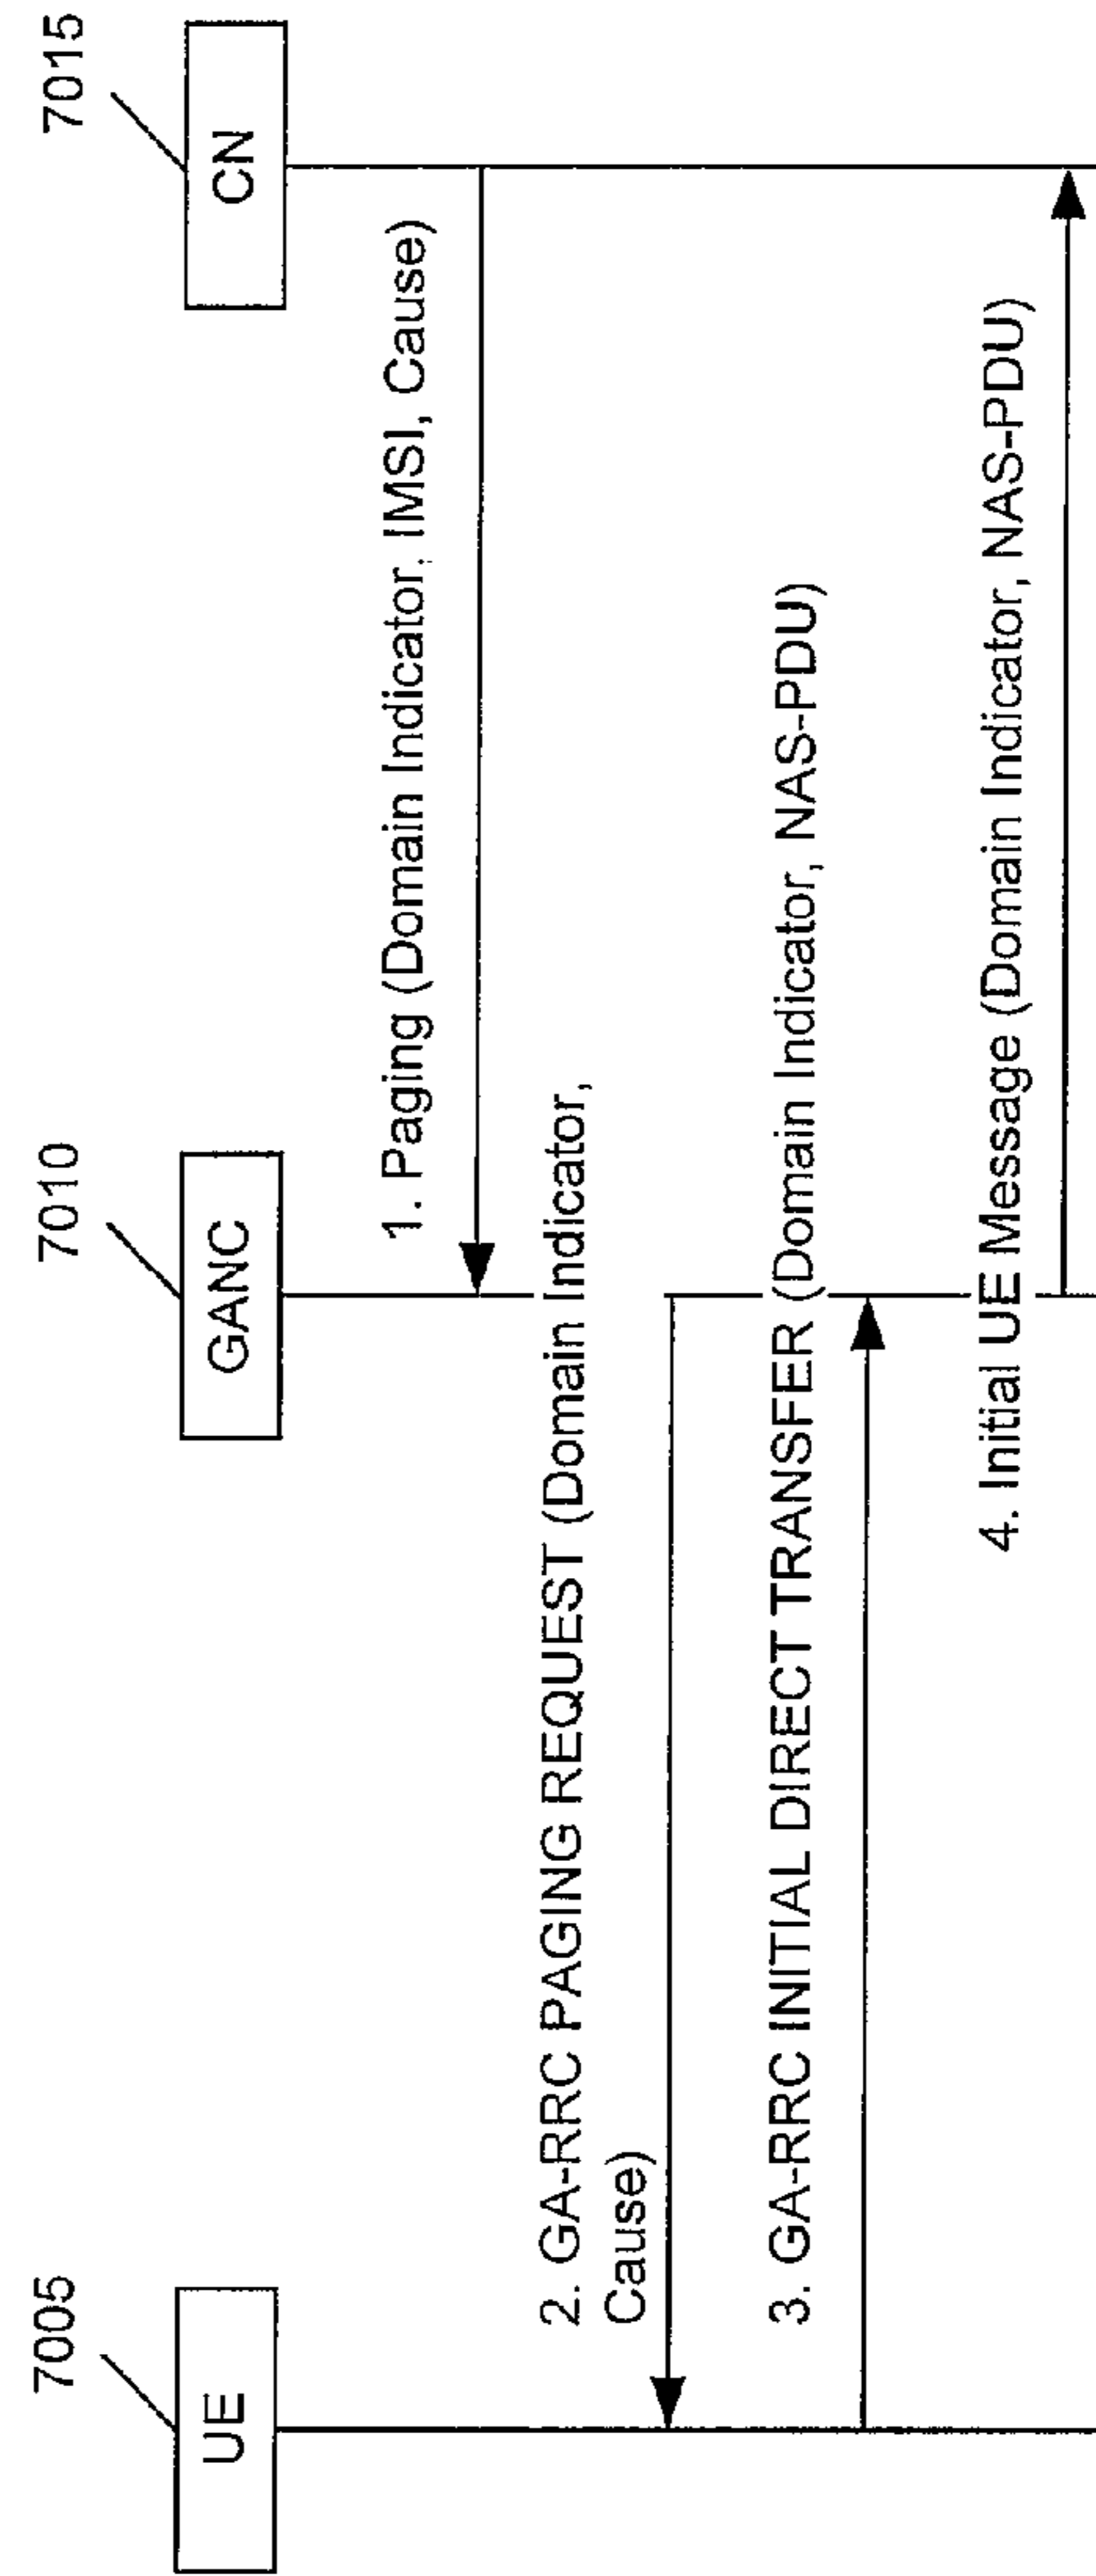 7005
7010
7015
UE
GANC
CN
1. Paging (Domain Indicator, IMSI, Cause)
2. GA-RRC PAGING REQUEST (Domain Indicator,
Cause)
3. GA-RRC INITIAL DIRECT TRANSFER (Domain Indicator, NAS-PDU)
4. Initial UE Message (Domain Indicator, NAS-PDU)